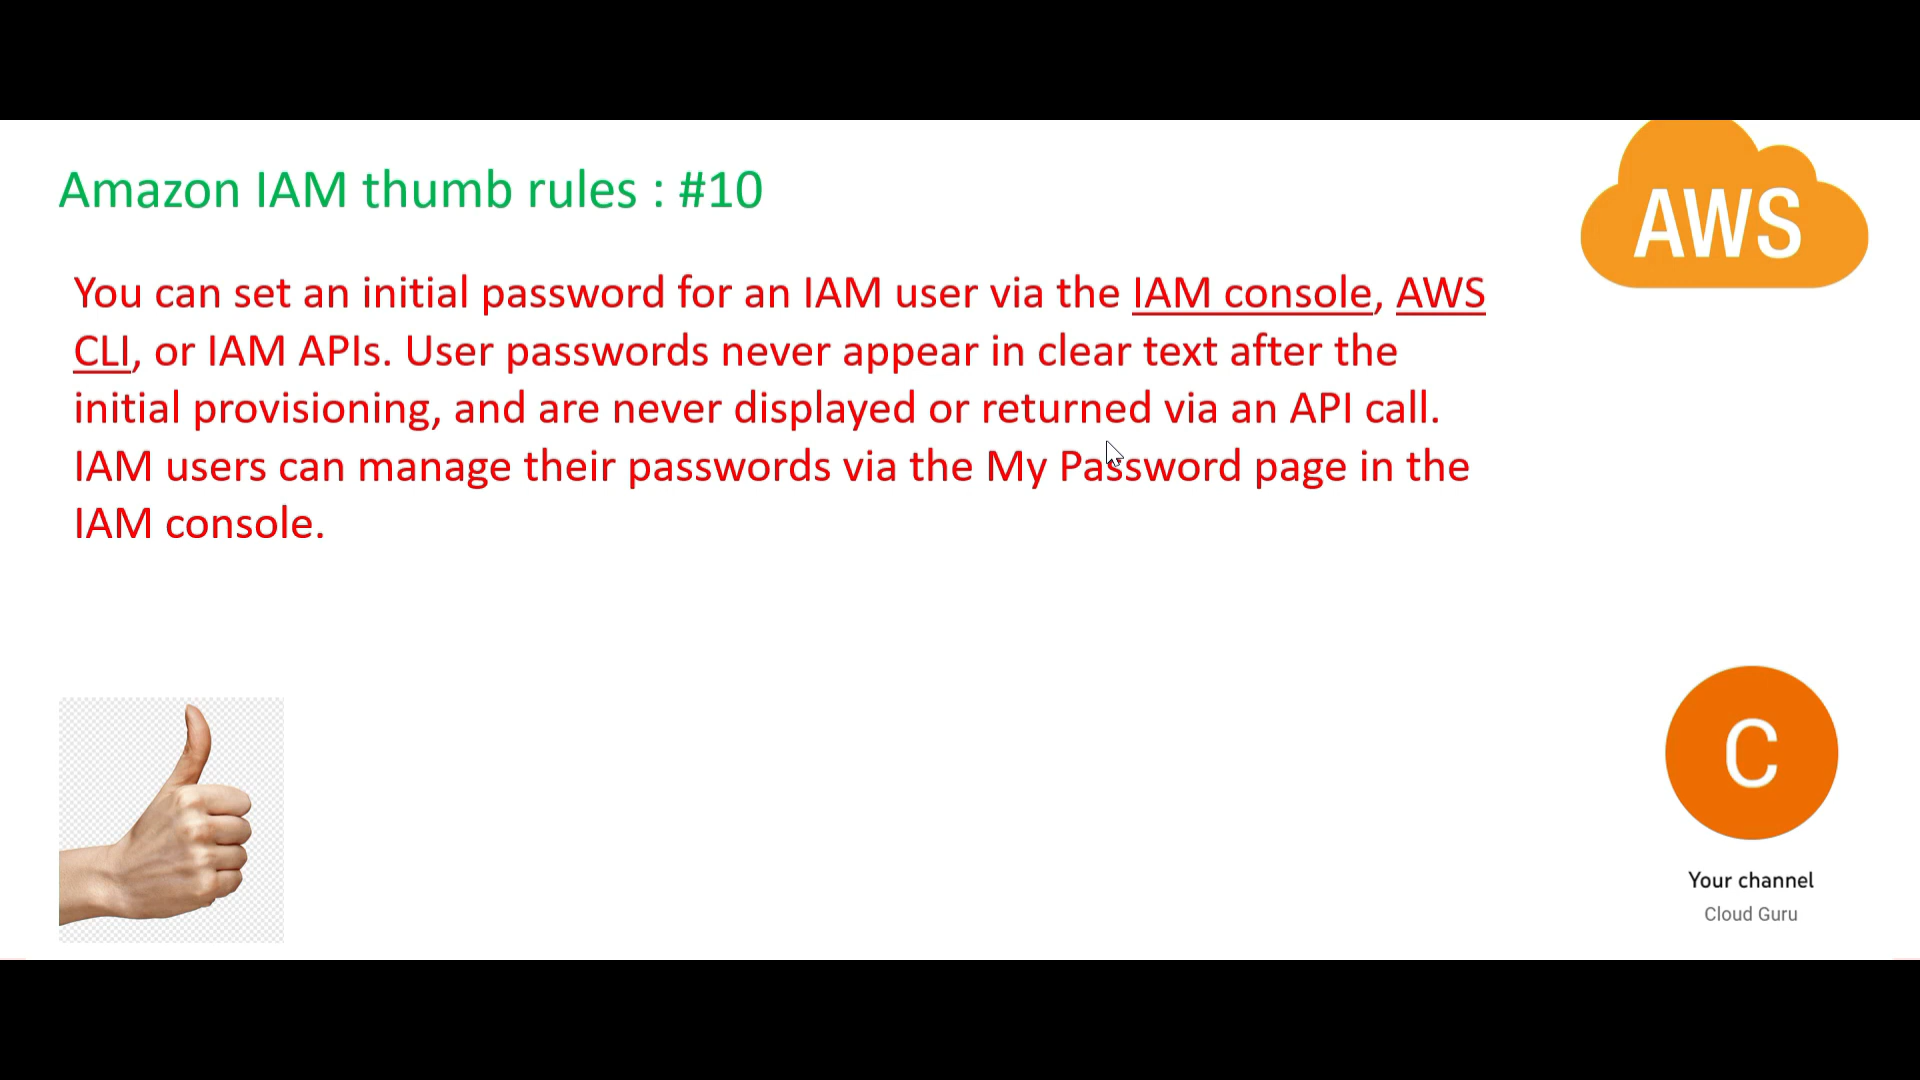 AWS
Amazon IAM thumb rules : #10
You can set an initial password for an IAM user via the IAM console, AWS
CLI, or IAM APIs. User passwords never appear in clear text after the
initial provisioning, and are never displayed or returned via an API call.
IAM users can manage their passwords via the My Password page in the
IAM console.
C
Your channel
Cloud Guru